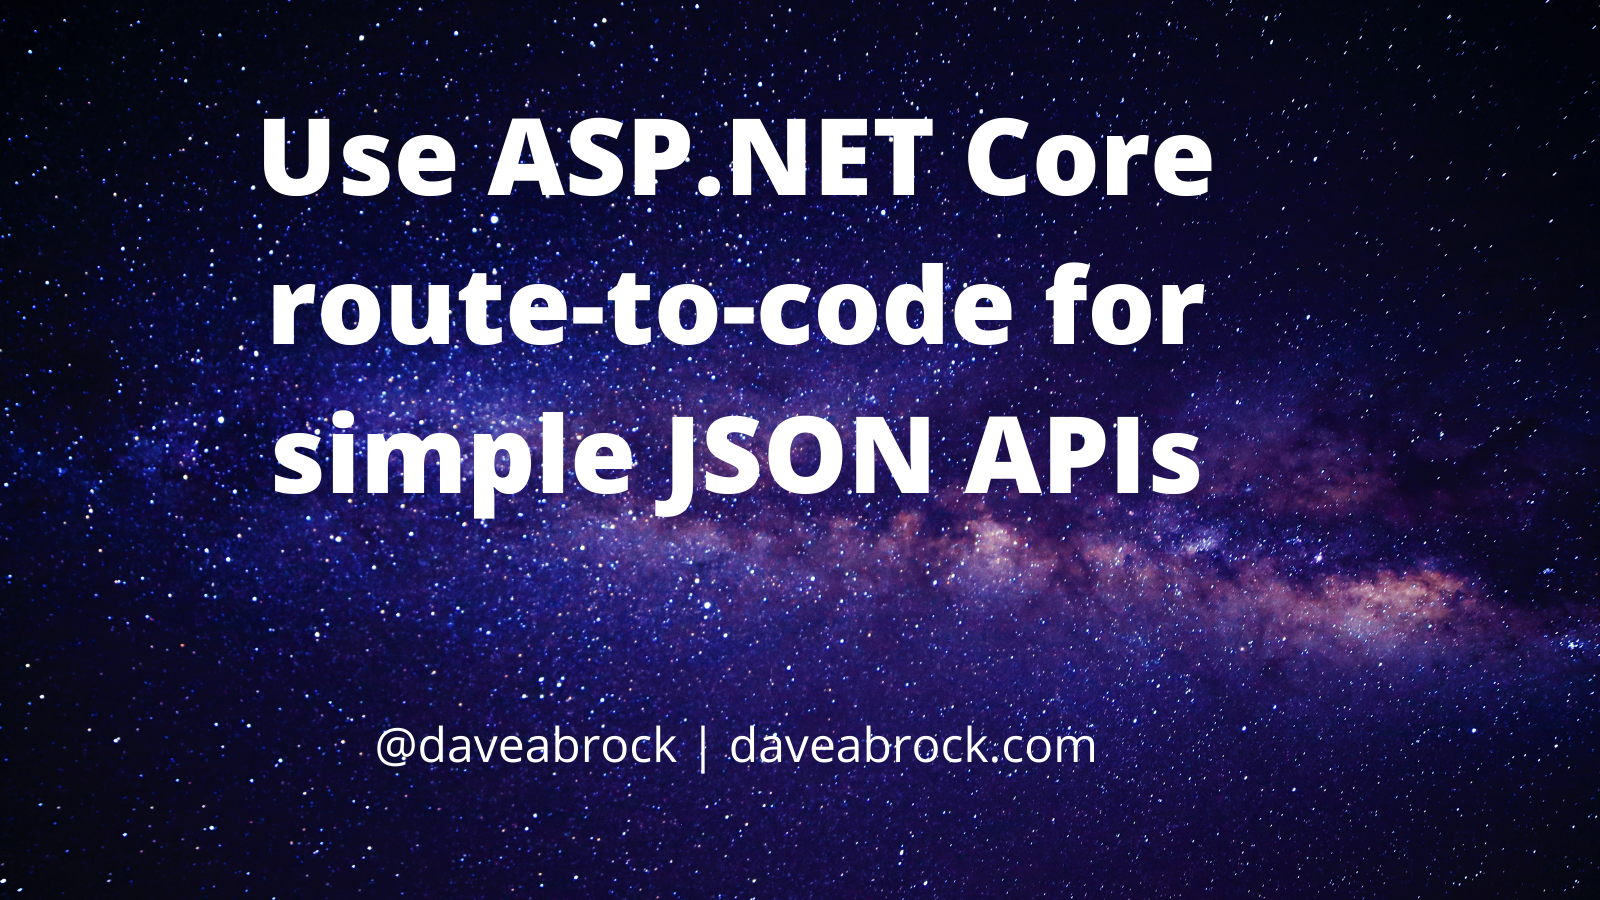 Use ASP.NET Core
route-to-code for
simple JSON APIs
@daveabrock | daveabrock.com